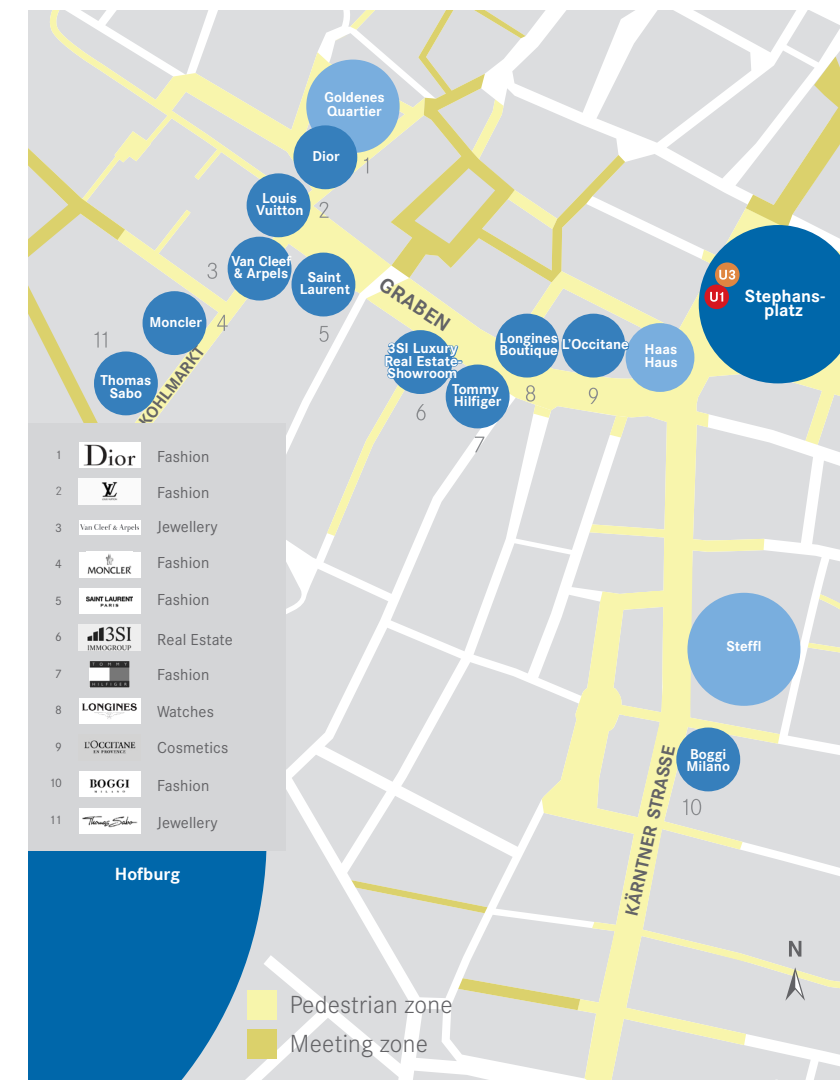 Goldenes
Quartier
Dior
1
Louis
Vuitton
2
Van Cleef
& Arpels
3
Saint
Laurent
5
Moncler
4
11
Thomas
Sabo
KOHLMARKT
GRABEN
3SI Luxury
Real Estate-
Showroom
6
Tommy
Hilfiger
7
Longines
Boutique
8
L'Occitane
9
Haas
Haus
U3
U1
Stephans-
platz
1 Dior Fashion
2 LV Fashion
3 Van Cleef & Arpels Jewellery
4 MONCLER Fashion
5 SAINT LAURENT
PARIS Fashion
6 3SI
IMMOGROUP Real Estate
7 TOMMY
HILFIGER Fashion
8 LONGINES Watches
9 L'OCCITANE
EN PROVENCE Cosmetics
10 BOGGI
MILANO Fashion
11 Thomas Sabo Jewellery
Steffl
Boggi
Milano
10
KÄRNTNER STRASSE
Hofburg
N
Pedestrian zone
Meeting zone